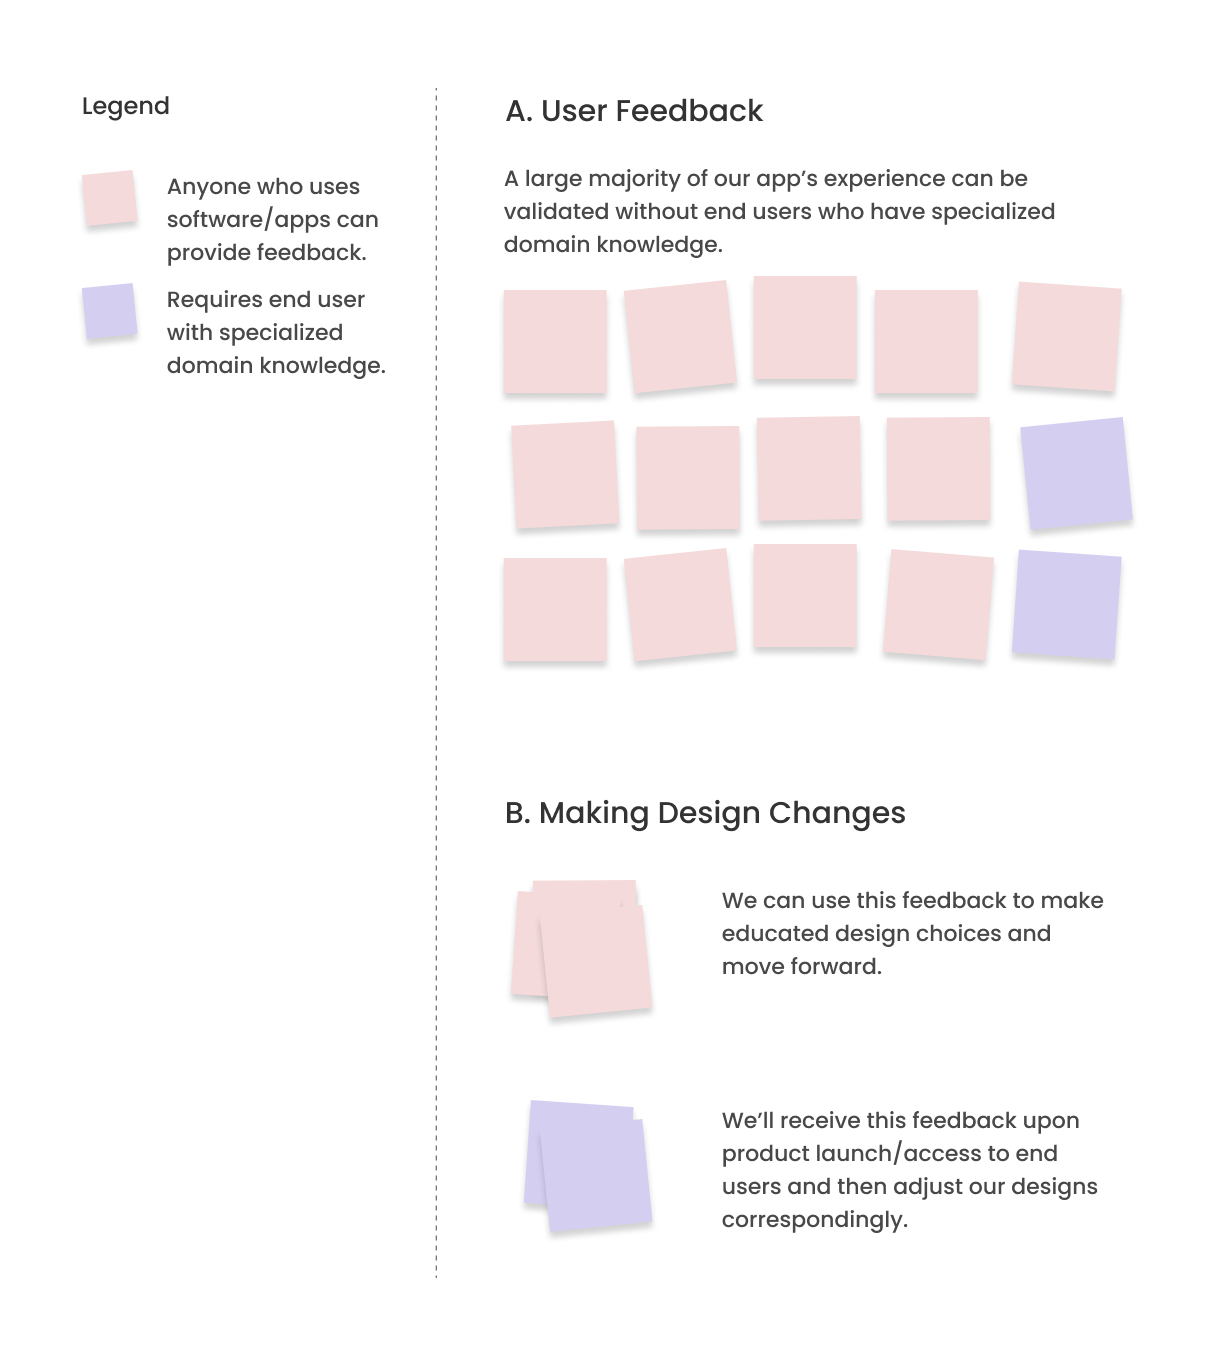 Legend
Anyone who uses
software/apps can
provide feedback.
Requires end user
with specialized
domain knowledge.
A. User Feedback
A large majority of our app’s experience can be
validated without end users who have specialized
domain knowledge.
B. Making Design Changes
We can use this feedback to make
educated design choices and
move forward.
We’ll receive this feedback upon
product launch/access to end
users and then adjust our designs
correspondingly.